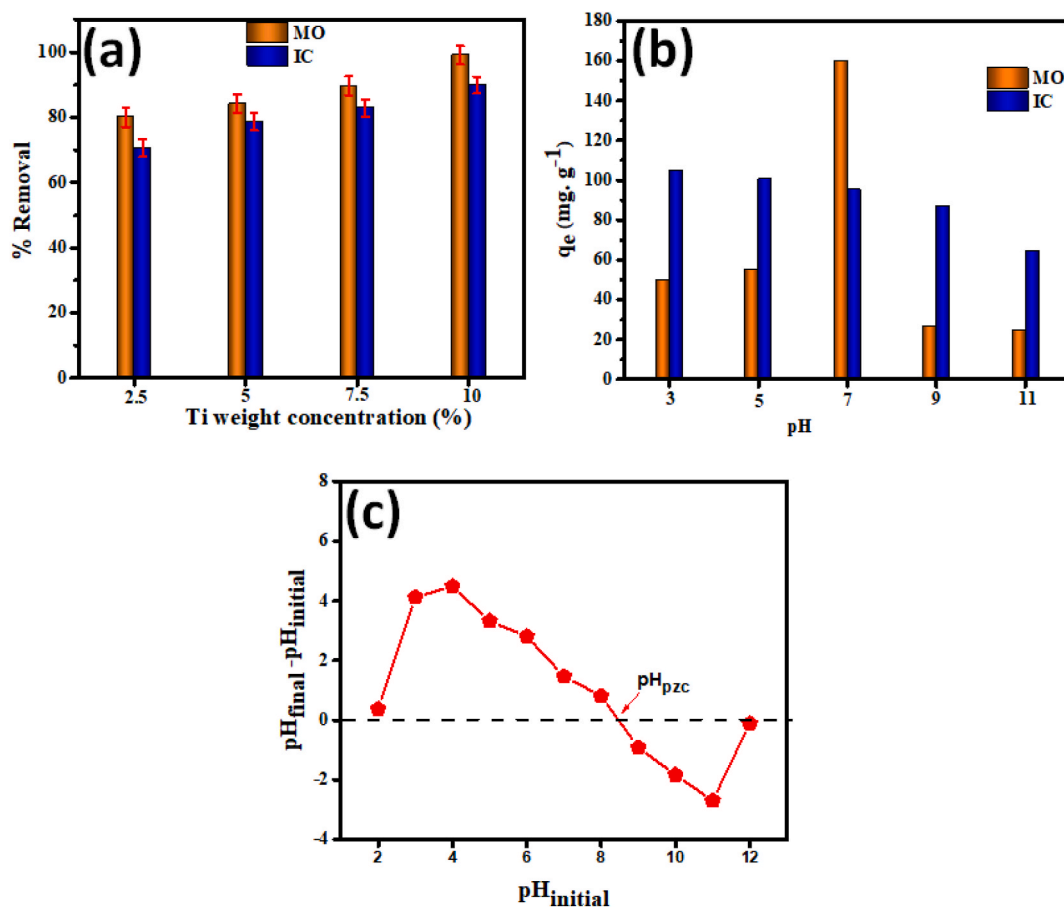 (a)
MO
IC
% Removal
100
80
60
40
20
0
2.5 5 7.5 10
Ti weight concentration (%)
(b)
MO
IC
qe (mg. g-1)
180
160
140
120
100
80
60
40
20
0
3 5 7 9 11
pH
(c)
pHfinal -pHinitial
8
6
4
2
0
-2
-4
pHPZC
2 4 6 8 10 12
pHinitial